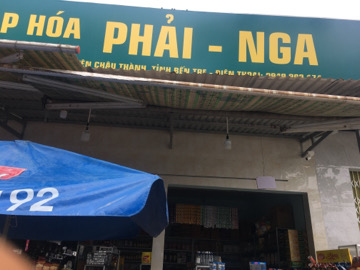 P HÓA PHẢI - NGA
ỆN CHÂU THÀNH, TỈNH BẾN TRE - ĐIỆN THOẠI:
92